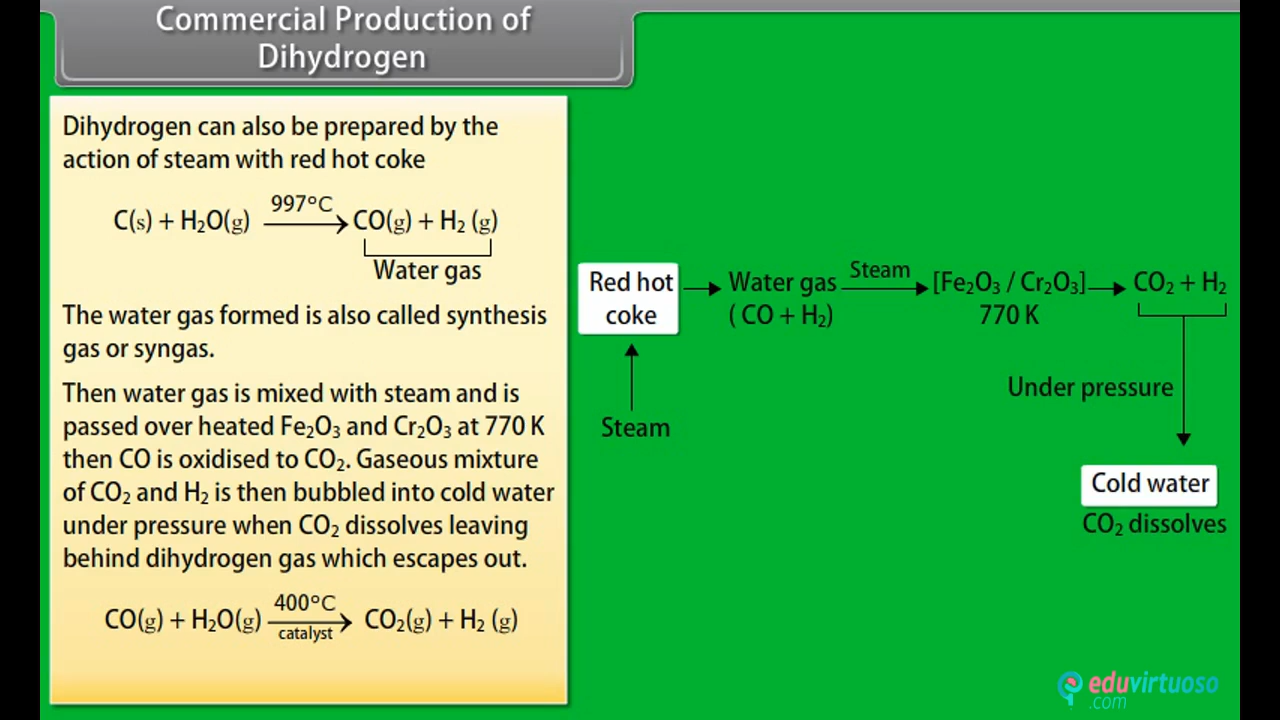 Commercial Production of
Dihydrogen
Dihydrogen can also be prepared by the
action of steam with red hot coke
997°C
C(s) + H₂O(g) ⟶ CO(g) + H₂ (g)
Water gas
The water gas formed is also called synthesis
gas or syngas.
Then water gas is mixed with steam and is
passed over heated Fe₂O₃ and Cr₂O₃ at 770 K
then CO is oxidised to CO₂. Gaseous mixture
of CO₂ and H₂ is then bubbled into cold water
under pressure when CO₂ dissolves leaving
behind dihydrogen gas which escapes out.
400°C
CO(g) + H₂O(g) ⟶ CO₂(g) + H₂ (g)
catalyst
Red hot
coke
Steam
Water gas
( CO + H₂)
Steam
[Fe₂O₃ / Cr₂O₃]
770 K
CO₂ + H₂
Under pressure
Cold water
CO₂ dissolves
eduvirtuoso
.com